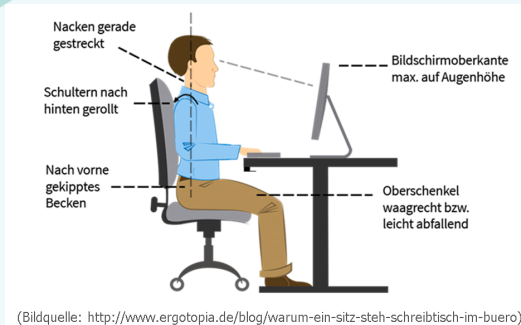 Nacken gerade
gestreckt
Schultern nach
hinten gerollt
Nach vorne
gekipptes
Becken
Bildschirmoberkante
max. auf Augenhöhe
Oberschenkel
waagrecht bzw.
leicht abfallend
(Bildquelle: http://www.ergotopia.de/blog/warum-ein-sitz-steh-schreibtisch-im-buero)